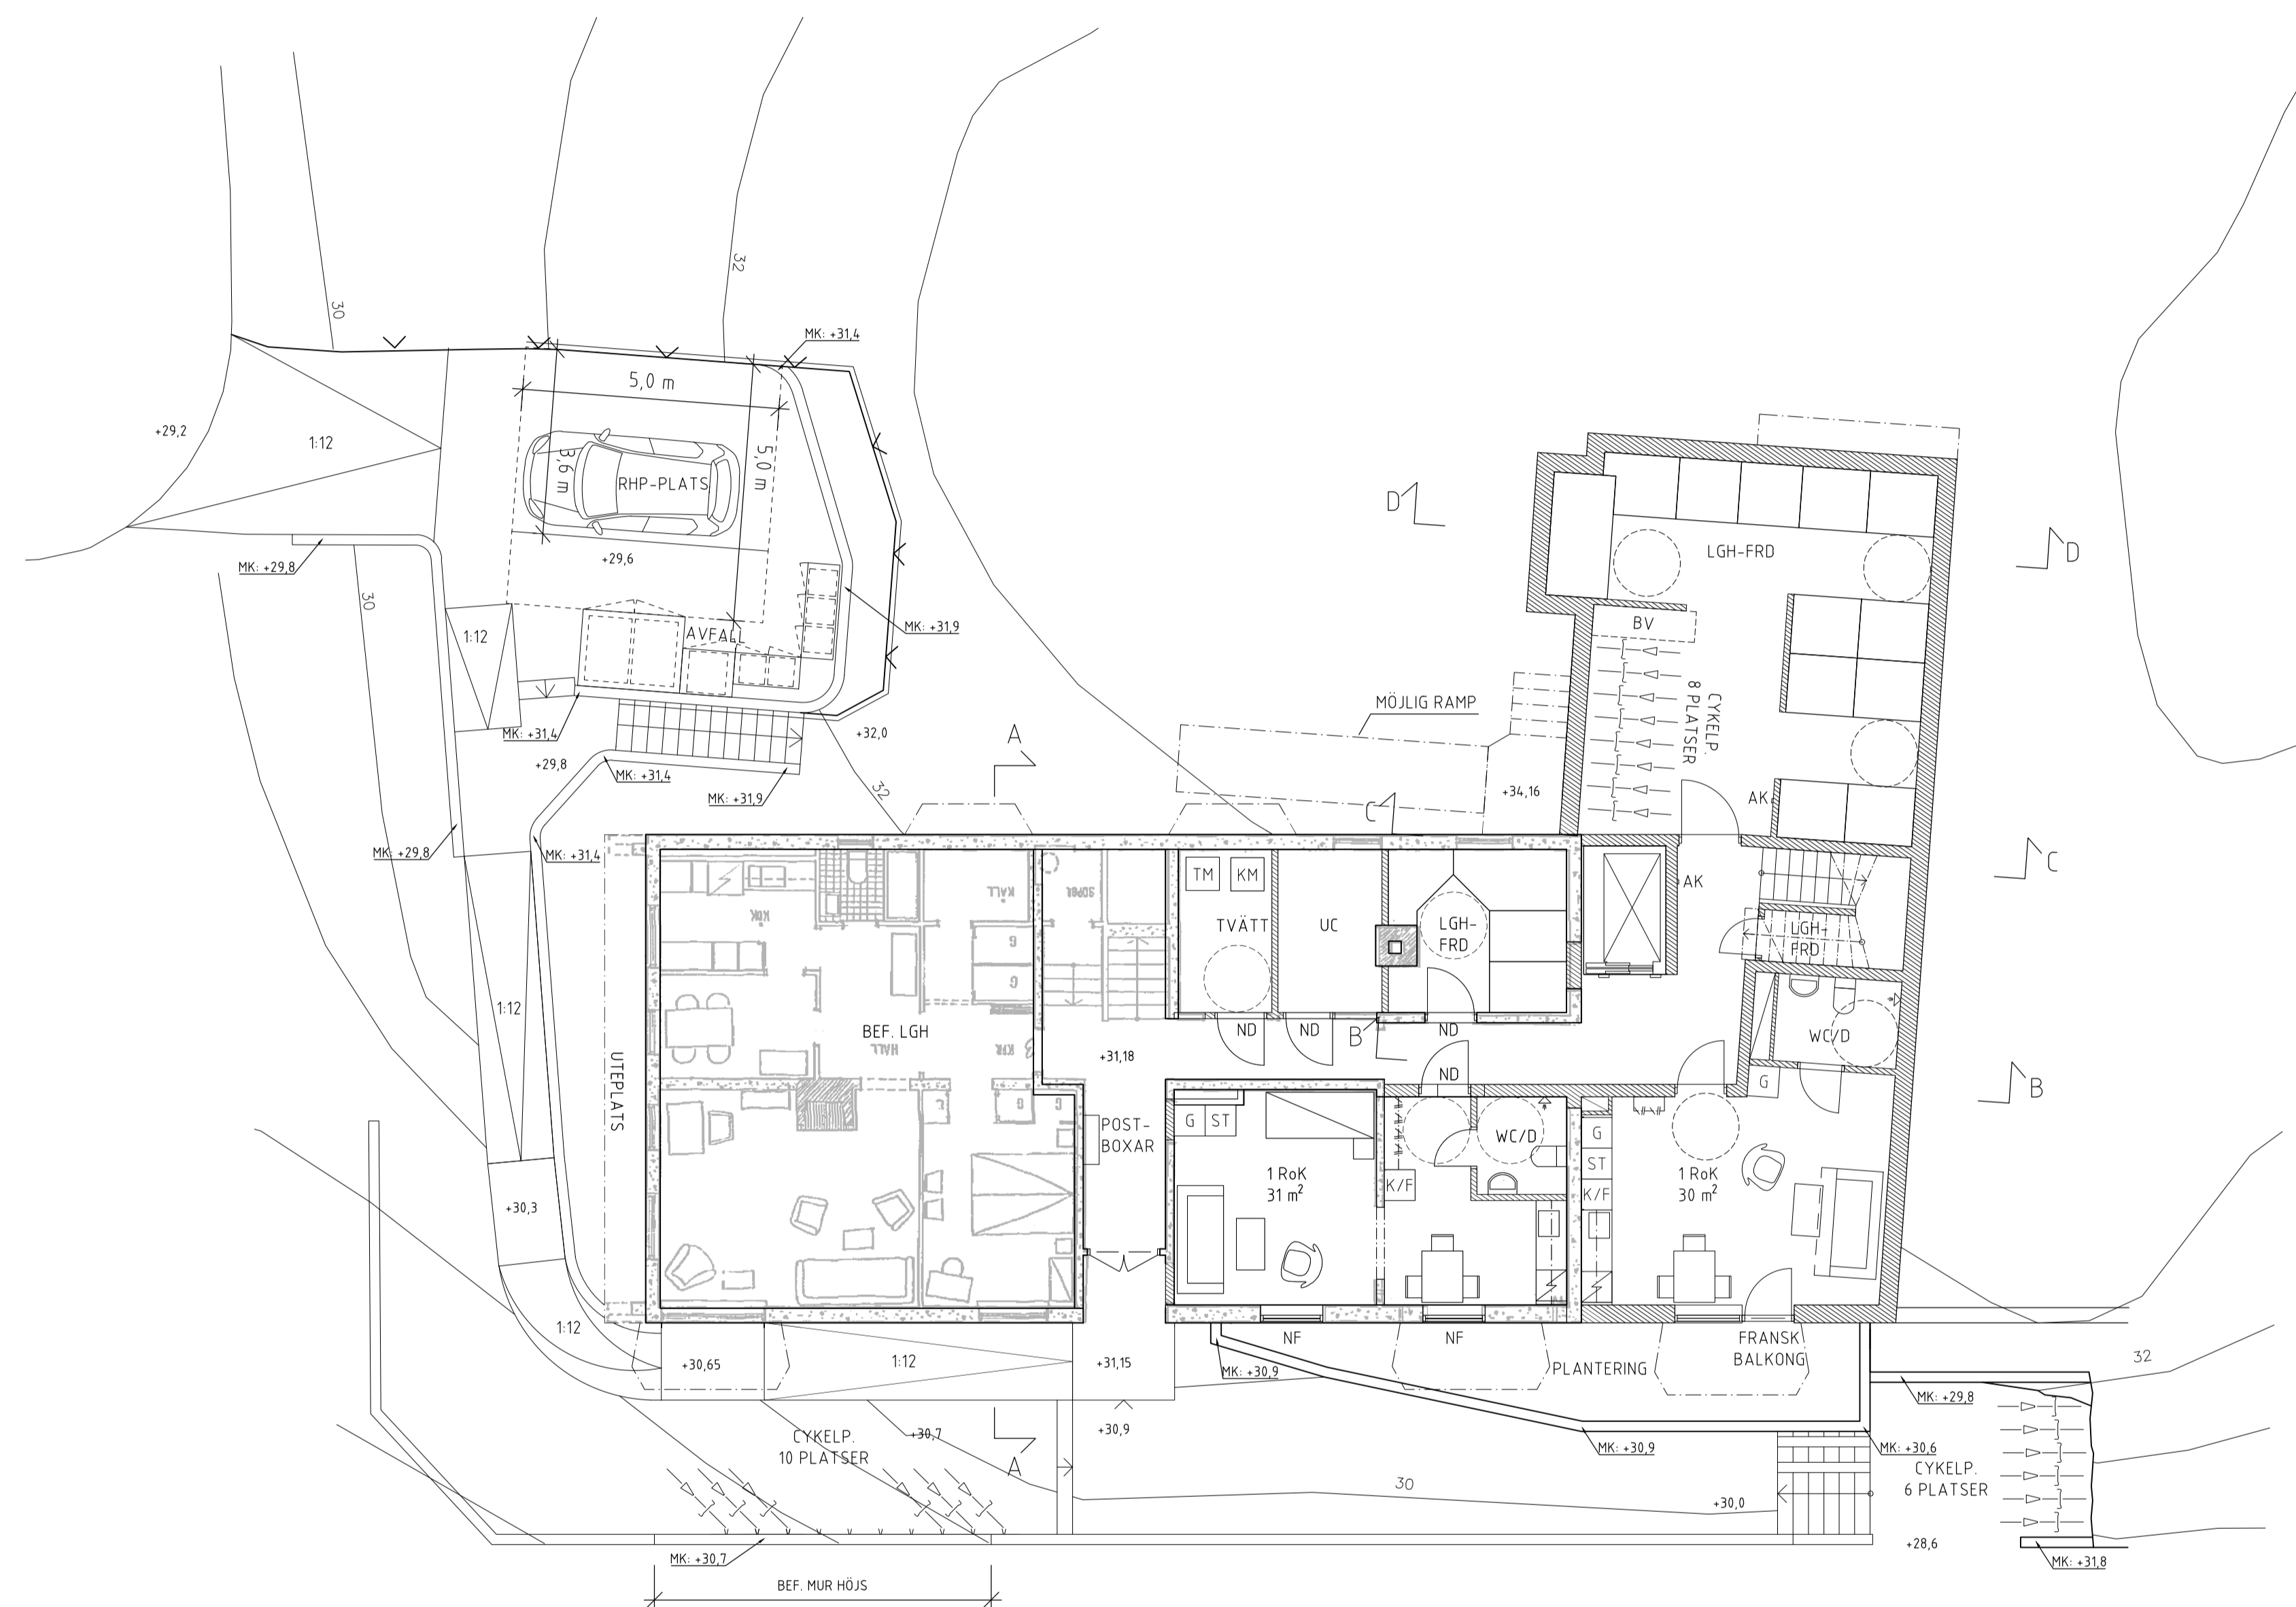 32
30
MK: +31,4
5,0 m
+29,2
1:12
3,6 m
5,0 m
RHP-PLATS
+29,6
MK: +29,8
30
1:12
AVFALL
MK: +31,9
MK: +31,4
+32,0
+29,8
MK: +31,4
MK: +31,9
32
MK: +29,8
MK: +31,4
A
D
D
LGH-FRD
BV
CYKELP.
8 PLATSER
MÖJLIG RAMP
+34,16
C
AK
C
AK
TM
KM
TVÄTT
UC
LGH-
FRD
LGH-
FRD
KÖK
KÄLL
SOPOR
G
G
1:12
UTEPLATS
BEF. LGH
HALL
KFR
+31,18
ND
ND
B
ND
ND
WC/D
G
B
G
G
G
POST-
BOXAR
G
ST
1 RoK
31 m²
K/F
WC/D
G
ST
K/F
1 RoK
30 m²
+30,3
1:12
+30,65
1:12
+31,15
NF
NF
MK: +30,9
PLANTERING
FRANSK
BALKONG
32
MK: +29,8
CYKELP.
10 PLATSER
+30,7
+30,9
A
MK: +30,9
MK: +30,6
CYKELP.
6 PLATSER
30
+30,0
+28,6
MK: +30,7
MK: +31,8
BEF. MUR HÖJS